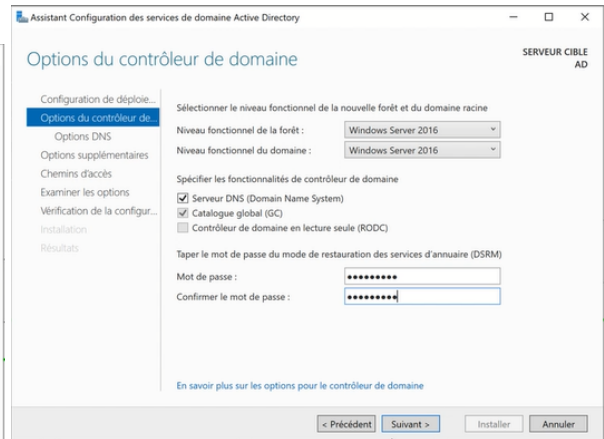 Assistant Configuration des services de domaine Active Directory
Options du contrôleur de domaine
SERVEUR CIBLE
AD
Configuration de déploie...
Options du contrôleur de...
Options DNS
Options supplémentaires
Chemins d'accès
Examiner les options
Vérification de la configur...
Installation
Résultats
Sélectionner le niveau fonctionnel de la nouvelle forêt et du domaine racine
Niveau fonctionnel de la forêt : Windows Server 2016
Niveau fonctionnel du domaine : Windows Server 2016
Spécifier les fonctionnalités de contrôleur de domaine
Serveur DNS (Domain Name System)
Catalogue global (GC)
Contrôleur de domaine en lecture seule (RODC)
Taper le mot de passe du mode de restauration des services d'annuaire (DSRM)
Mot de passe : •••••••••
Confirmer le mot de passe : •••••••••
En savoir plus sur les options pour le contrôleur de domaine
< Précédent Suivant > Installer Annuler